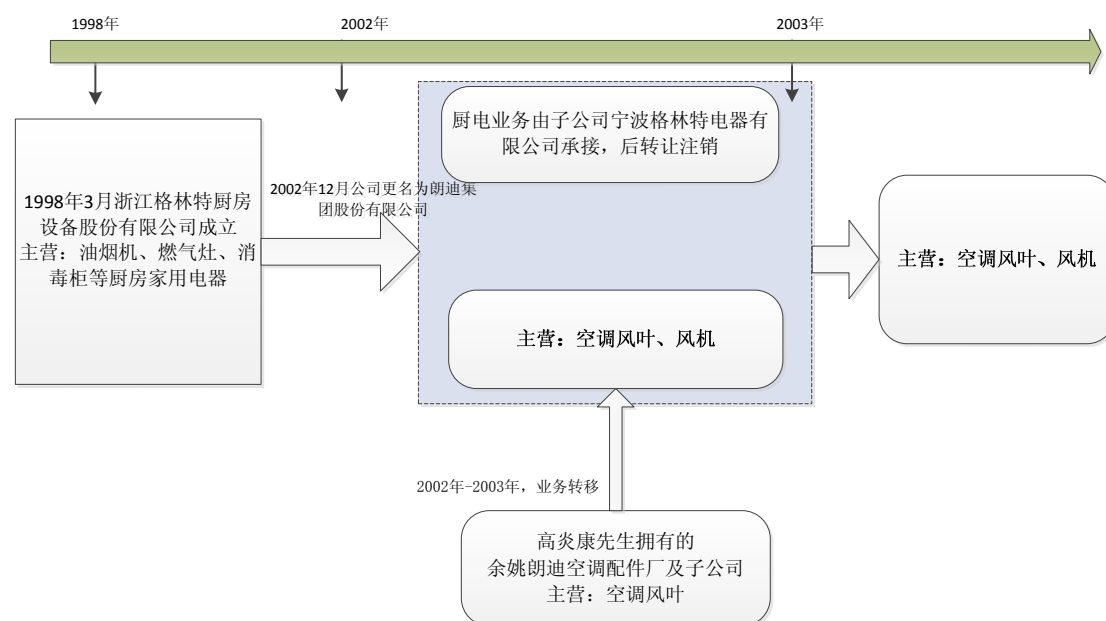 1998年
2002年
2003年
厨电业务由子公司宁波格林特电器有
限公司承接，后转让注销
1998年3月浙江格林特厨房
设备股份有限公司成立
主营：油烟机、燃气灶、消
毒柜等厨房家用电器
2002年12月公司更名为朗迪集
团股份有限公司
主营：空调风叶、风机
主营：空调风叶、风机
2002年-2003年，业务转移
高炎康先生拥有的
余姚朗迪空调配件厂及子公司
主营：空调风叶